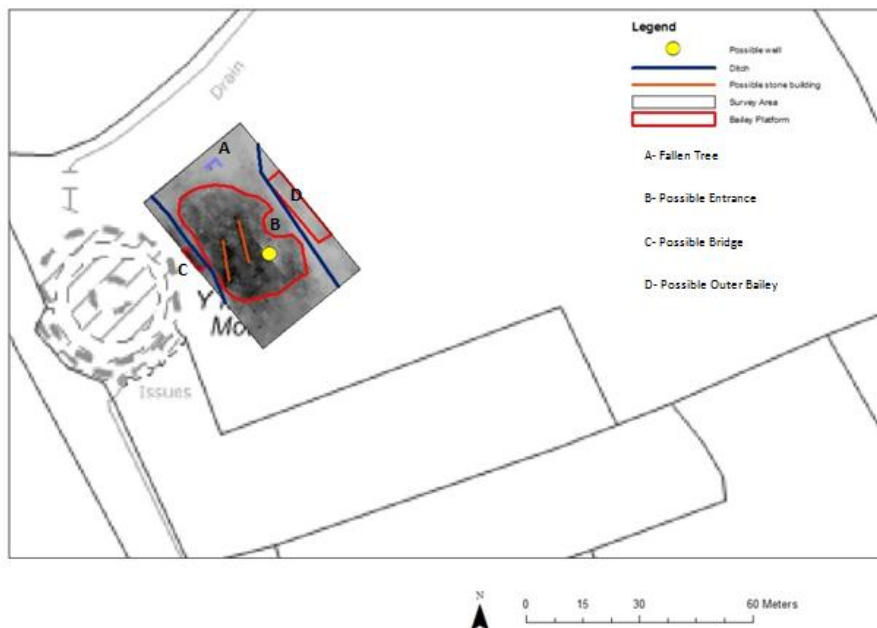 Legend
Possible well
Ditch
Possible stone building
Survey Area
Bailey Platform
A- Fallen Tree
B- Possible Entrance
C- Possible Bridge
D- Possible Outer Bailey
Drain
A
D
B
C
Y
Mo
Issues
N
0 15 30 60 Meters